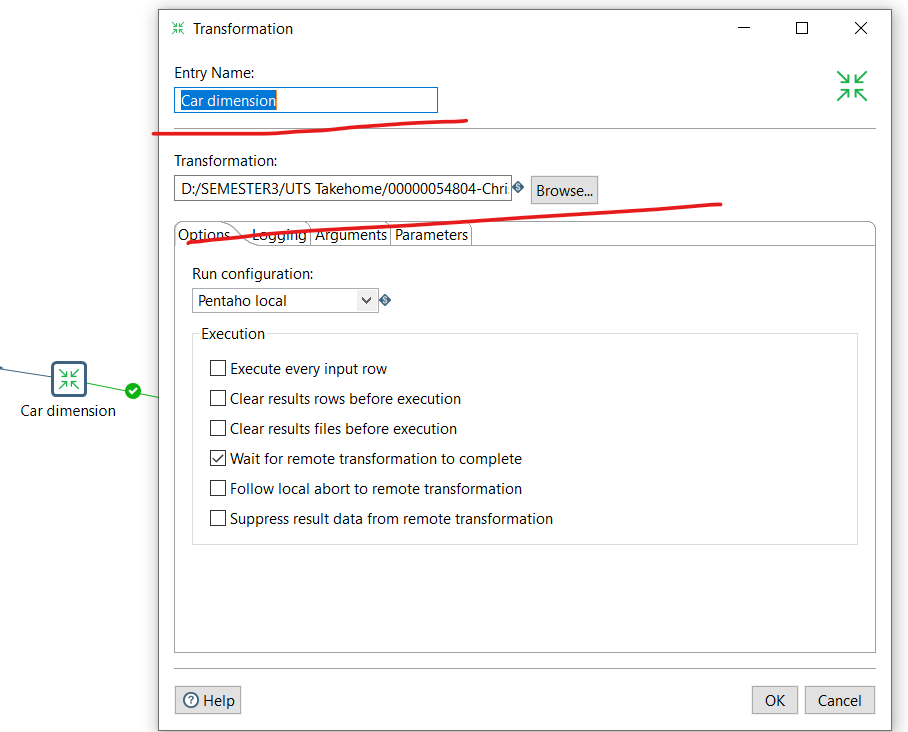 Transformation
Entry Name:
Car dimension
Transformation:
D:/SEMESTER3/UTS Takehome/00000054804-Chri
Browse...
Options Logging Arguments Parameters
Run configuration:
Pentaho local
Execution
Execute every input row
Clear results rows before execution
Clear results files before execution
Wait for remote transformation to complete
Follow local abort to remote transformation
Suppress result data from remote transformation
Car dimension
Help
OK
Cancel